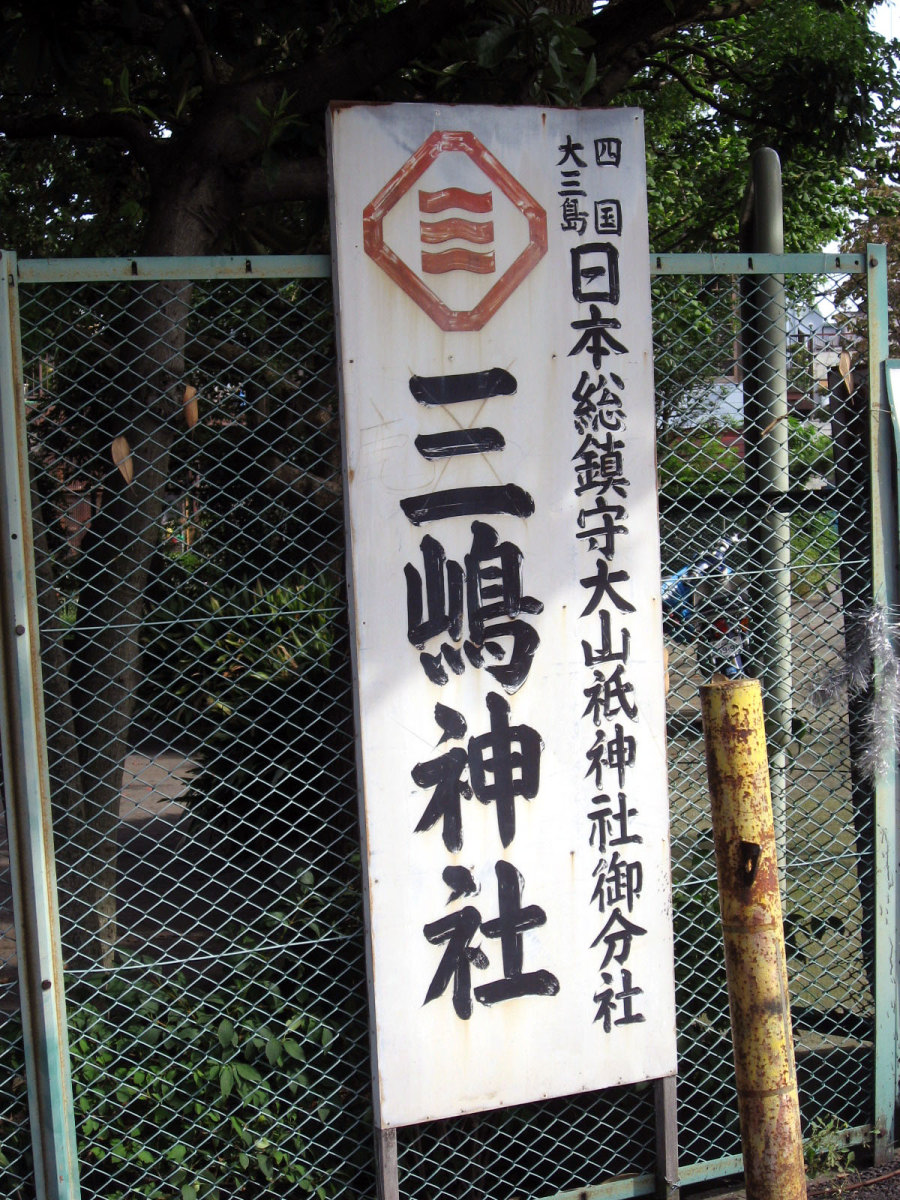 四国
大三島
日本総鎮守大山祇神社御分社
三嶋神社